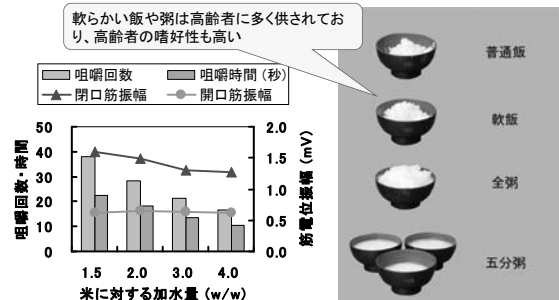 軟らかい飯や粥は高齢者に多く供されてお
り、高齢者の嗜好性も高い
咀嚼回数
咀嚼時間(秒)
閉口筋振幅
開口筋振幅
50
40
30
20
10
0
咀嚼回数・時間
2.0
1.5
1.0
0.5
0.0
筋電位振幅(mV)
1.5
2.0
3.0
4.0
米に対する加水量(w/w)
普通飯
軟飯
全粥
五分粥